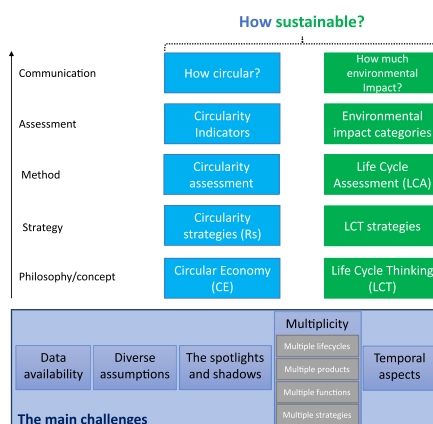 How sustainable?
Communication
How circular?
How much
environmental
Impact?
Assessment
Circularity
Indicators
Environmental
impact categories
Method
Circularity
assessment
Life Cycle
Assessment (LCA)
Strategy
Circularity
strategies (Rs)
LCT strategies
Philosophy/concept
Circular Economy
(CE)
Life Cycle Thinking
(LCT)
Data
availability
Diverse
assumptions
The spotlights
and shadows
Multiplicity
Multiple lifecycles
Multiple products
Multiple functions
Multiple strategies
Temporal
aspects
The main challenges